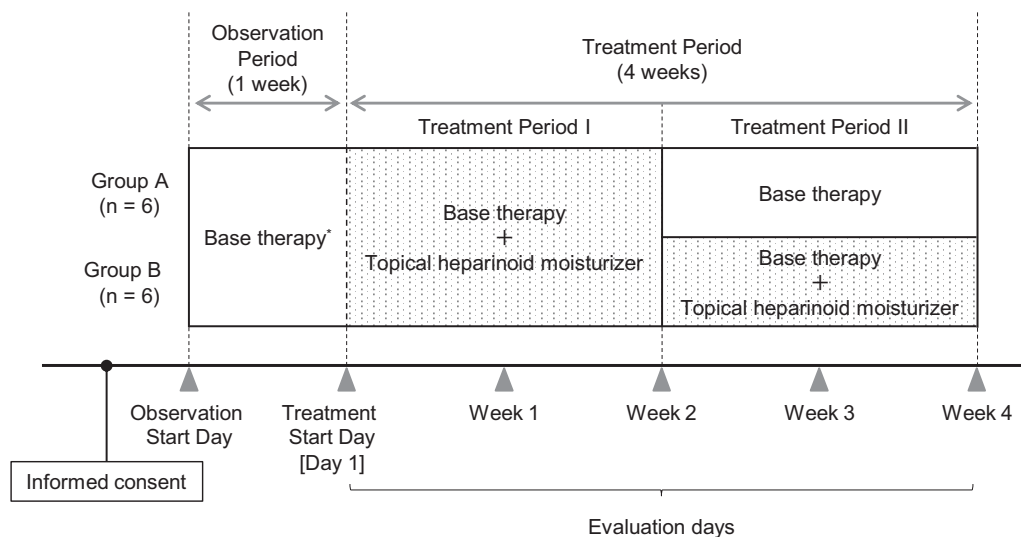 Observation
Period
(1 week)
Treatment Period
(4 weeks)
Treatment Period I
Treatment Period II
Group A
(n = 6)
Group B
(n = 6)
Base therapy*
Base therapy
+
Topical heparinoid moisturizer
Base therapy
Base therapy
+
Topical heparinoid moisturizer
Observation
Start Day
Treatment
Start Day
[Day 1]
Week 1
Week 2
Week 3
Week 4
Informed consent
Evaluation days